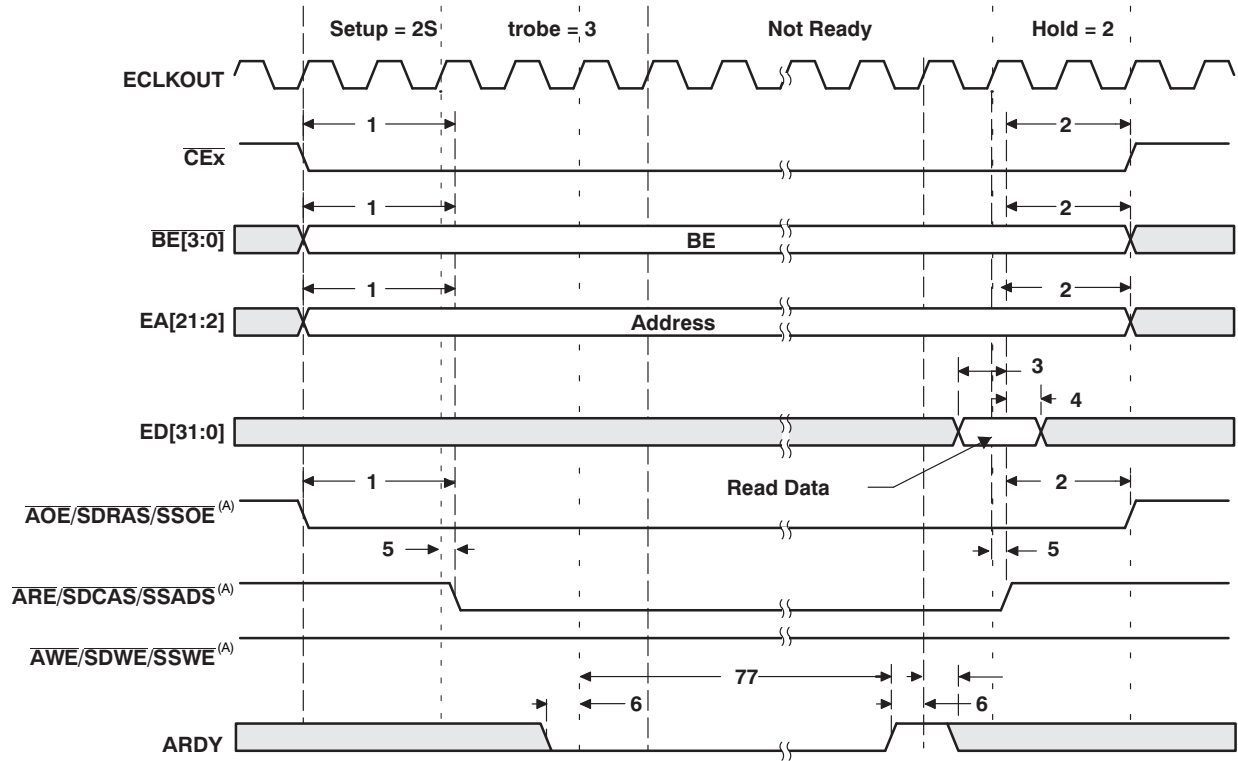 Setup = 2S trobe = 3 Not Ready Hold = 2
ECLKOUT
1 2
CEx
1 2
BE[3:0] BE
1 2
EA[21:2] Address
3
4
ED[31:0]
Read Data
1 2
AOE/SDRAS/SSOE(A)
5 5
ARE/SDCAS/SSADS(A)
AWE/SDWE/SSWE(A)
77
6 6
ARDY